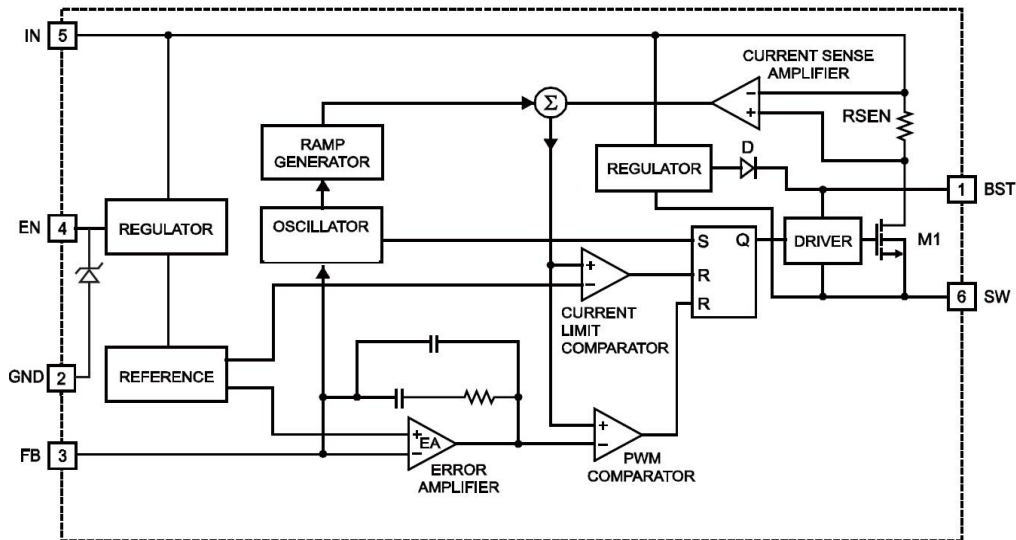 IN 5
CURRENT SENSE
AMPLIFIER
Σ
−
+
RSEN
RAMP
GENERATOR
D
REGULATOR
1 BST
EN 4
REGULATOR
OSCILLATOR
S Q
DRIVER
M1
+
−
R
R
6 SW
CURRENT
LIMIT
COMPARATOR
GND 2
REFERENCE
+
EA
−
+
−
FB 3
ERROR
AMPLIFIER
PWM
COMPARATOR